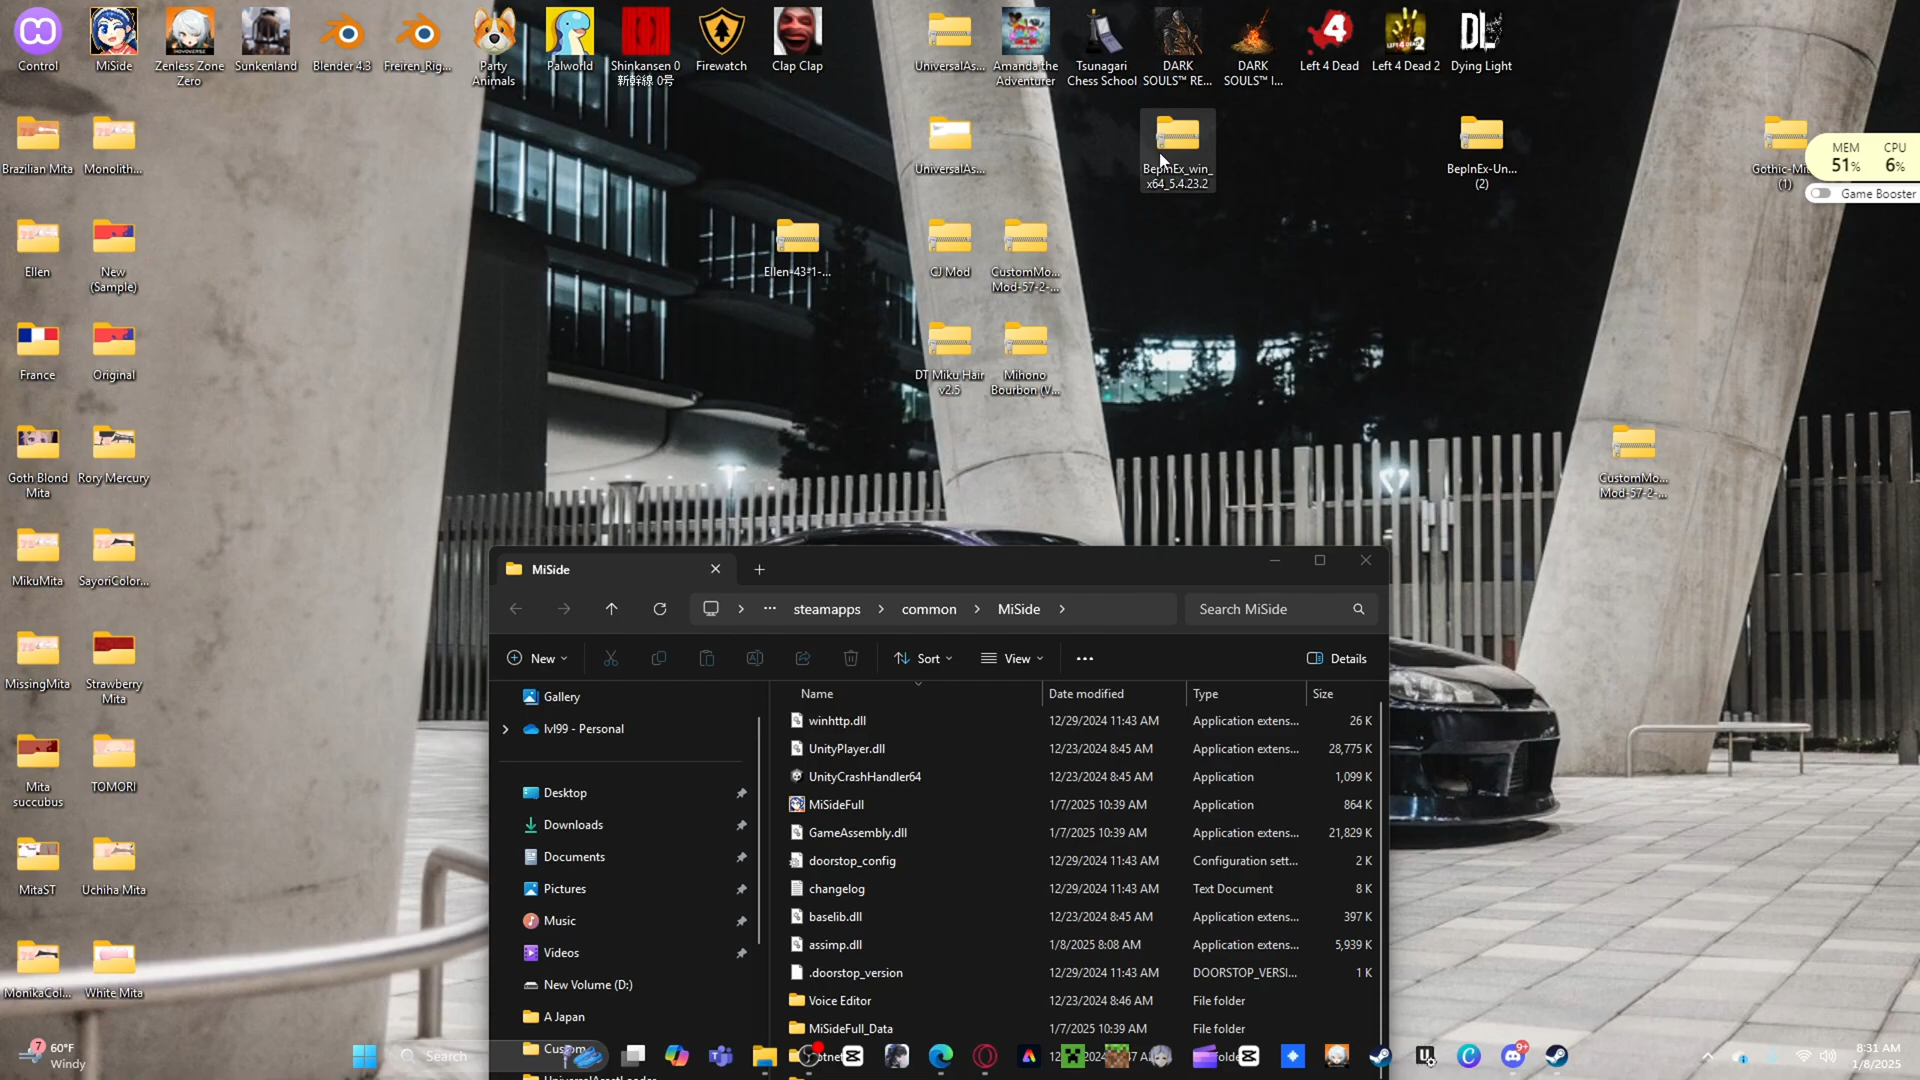 Control
MiSide
Zenless Zone
Zero
Sunkenland
Blender 4.3
Freiren_Rig...
Party
Animals
Palworld
Shinkansen 0
新幹線 0号
Firewatch
Clap Clap
UniversalAs...
Amanda the
Adventurer
Tsunagari
Chess School
DARK
SOULS™ RE...
DARK
SOULS™ I...
Left 4 Dead
Left 4 Dead 2
Dying Light
Brazilian Mita
Monolith...
UniversalAs...
BepInEx_win_
x64_5.4.23.2
BepInEx-Un...
(2)
Gothic-Mi
(1)
MEM
51%
CPU
6%
Game Booster
Ellen
New
(Sample)
Ellen-43-1-...
CJ Mod
CustomMo...
Mod-57-2-...
France
Original
DT Miku Hair
v2.5
Mihono
Bourbon (V...
Goth Blond
Mita
Rory Mercury
CustomMo...
Mod-57-2-...
MikuMita
SayoriColor...
MissingMita
Strawberry
Mita
Mita
succubus
TOMORI
MitaST
Uchiha Mita
MonikaCol...
White Mita
MiSide
steamapps > common > MiSide >
Search MiSide
New
Sort
View
Details
Gallery
lvl99 - Personal
Desktop
Downloads
Documents
Pictures
Music
Videos
New Volume (D:)
A Japan
Custom
UniversalAssetLoader
Name Date modified Type Size
winhttp.dll 12/29/2024 11:43 AM Application extens... 26 K
UnityPlayer.dll 12/23/2024 8:45 AM Application extens... 28,775 K
UnityCrashHandler64 12/23/2024 8:45 AM Application 1,099 K
MiSideFull 1/7/2025 10:39 AM Application 864 K
GameAssembly.dll 1/7/2025 10:39 AM Application extens... 21,829 K
doorstop_config 12/29/2024 11:43 AM Configuration sett... 2 K
changelog 12/29/2024 11:43 AM Text Document 8 K
baselib.dll 12/23/2024 8:45 AM Application extens... 397 K
assimp.dll 1/8/2025 8:08 AM Application extens... 5,939 K
.doorstop_version 12/29/2024 11:43 AM DOORSTOP_VERSI... 1 K
Voice Editor 12/23/2024 8:46 AM File folder
MiSideFull_Data 1/7/2025 10:39 AM File folder
7
60°F
Windy
Search
9+
8:31 AM
1/8/2025